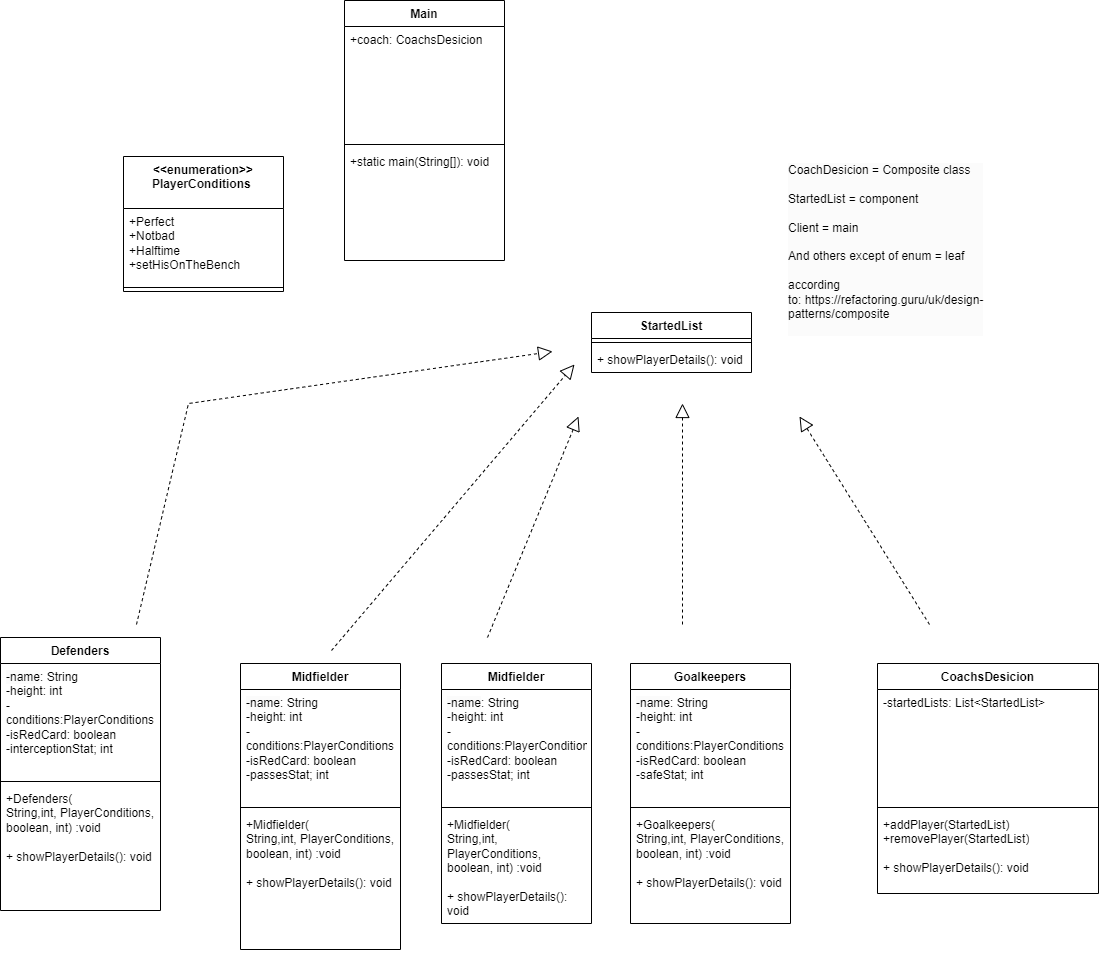 Main
+coach: CoachsDesicion
+static main(String[]): void
<<enumeration>>
PlayerConditions
+Perfect
+Notbad
+Halftime
+setHisOnTheBench
CoachDesicion = Composite class
StartedList = component
Client = main
And others except of enum = leaf
according
to: https://refactoring.guru/uk/design-
patterns/composite
StartedList
+ showPlayerDetails(): void
Defenders
-name: String
-height: int
-
conditions:PlayerConditions
-isRedCard: boolean
-interceptionStat; int
+Defenders(
String,int, PlayerConditions,
boolean, int) :void
+ showPlayerDetails(): void
Midfielder
-name: String
-height: int
-
conditions:PlayerConditions
-isRedCard: boolean
-passesStat; int
+Midfielder(
String,int, PlayerConditions,
boolean, int) :void
+ showPlayerDetails(): void
Midfielder
-name: String
-height: int
-
conditions:PlayerCondition
-isRedCard: boolean
-passesStat; int
+Midfielder(
String,int,
PlayerConditions,
boolean, int) :void
+ showPlayerDetails():
void
Goalkeepers
-name: String
-height: int
-
conditions:PlayerConditions
-isRedCard: boolean
-safeStat; int
+Goalkeepers(
String,int, PlayerConditions,
boolean, int) :void
+ showPlayerDetails(): void
CoachsDesicion
-startedLists: List<StartedList>
+addPlayer(StartedList)
+removePlayer(StartedList)
+ showPlayerDetails(): void